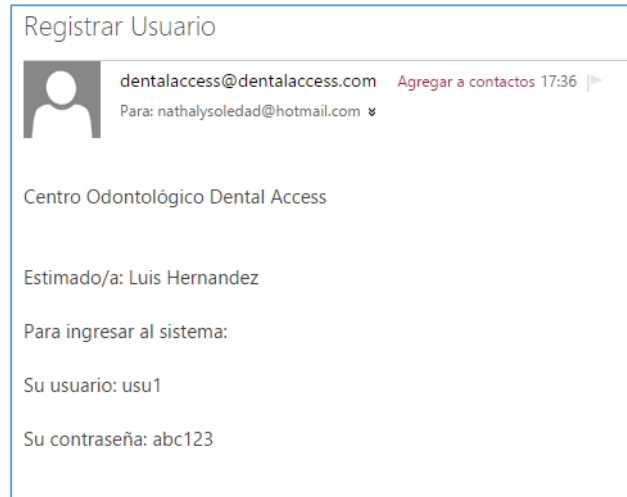 Registrar Usuario
dentalaccess@dentalaccess.com Agregar a contactos 17:36
Para: nathalysoledad@hotmail.com
Centro Odontológico Dental Access
Estimado/a: Luis Hernandez
Para ingresar al sistema:
Su usuario: usu1
Su contraseña: abc123